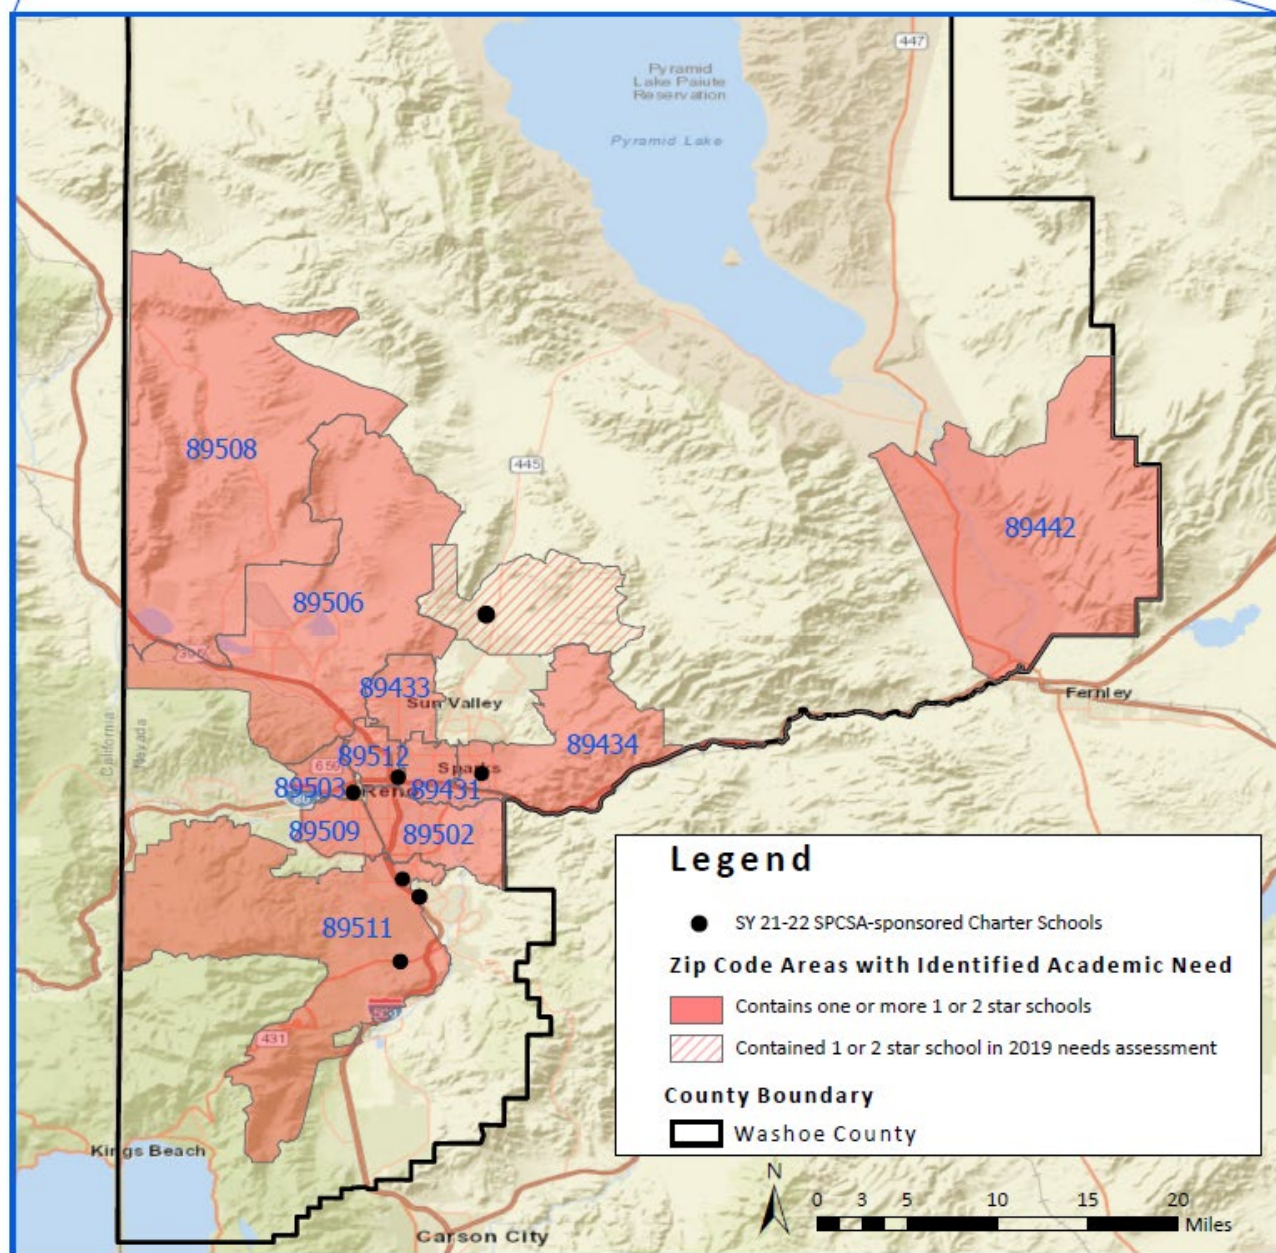 447
Pyramid
Lake Paiute
Reservation
Pyramid Lake
89508
445
89442
89506
395
89433
Sun Valley
Fernley
California
Nevada
89434
89512
659
Sparks
89503
Reno
89431
80
89509
89502
89511
431
Kings Beach
Carson City
Legend
SY 21-22 SPCSA-sponsored Charter Schools
Zip Code Areas with Identified Academic Need
Contains one or more 1 or 2 star schools
Contained 1 or 2 star school in 2019 needs assessment
County Boundary
Washoe County
N
0 3 5 10 15 20
Miles